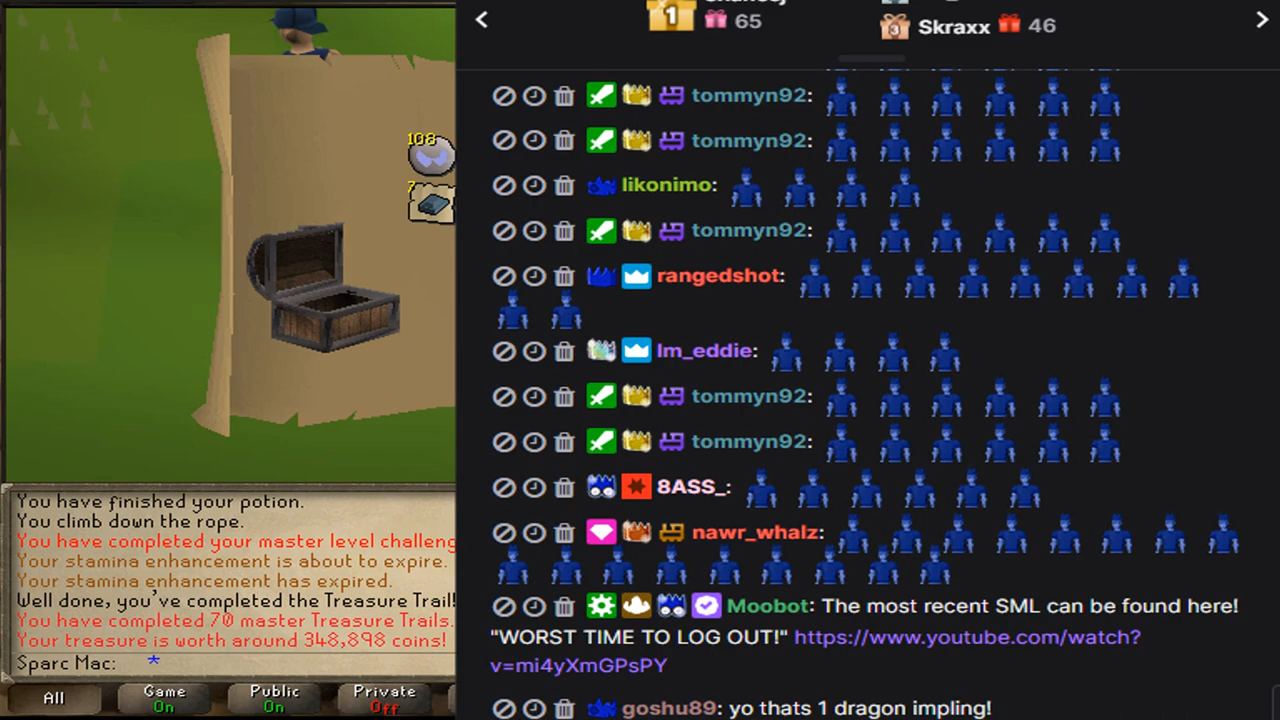 108
7
You have finished your potion.
You climb down the rope.
You have completed your master level challeng
Your stamina enhancement is about to expire.
Your stamina enhancement has expired.
Well done, you've completed the Treasure Trail!
You have completed 70 master Treasure Trails.
Your treasure is worth around 348,898 coins!
Sparc Mac: *
All
Game
On
Public
On
Private
Off
1
65
3 Skraxx 46
tommyn92:
tommyn92:
likonimo:
tommyn92:
rangedshot:
lm_eddie:
tommyn92:
tommyn92:
8ASS_:
nawr_whalz:
Moobot: The most recent SML can be found here!
"WORST TIME TO LOG OUT!" https://www.youtube.com/watch?
v=mi4yXmGPsPY
goshu89: yo thats 1 dragon impling!